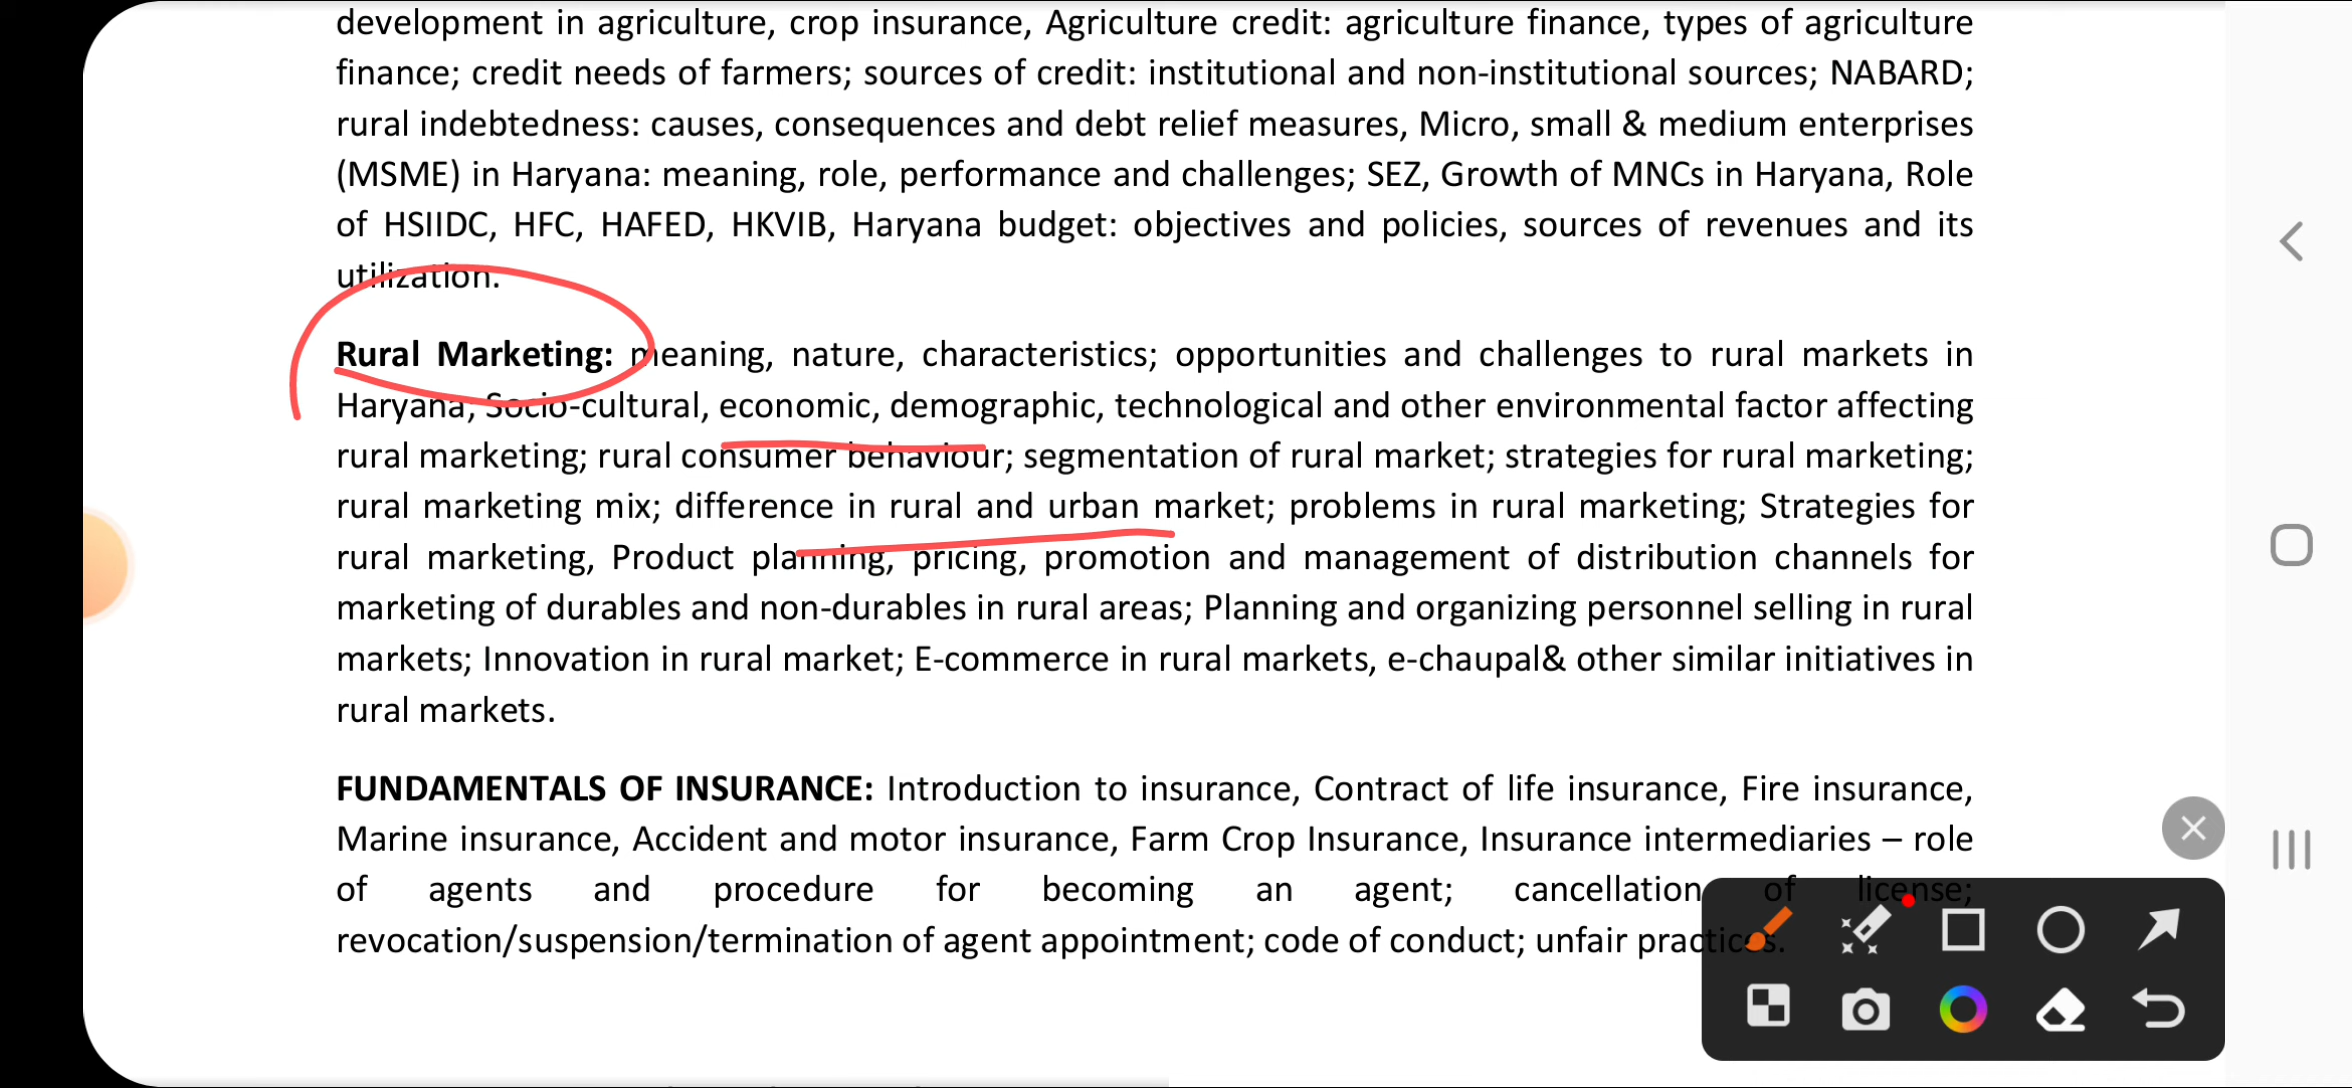 development in agriculture, crop insurance, Agriculture credit: agriculture finance, types of agriculture
finance; credit needs of farmers; sources of credit: institutional and non-institutional sources; NABARD;
rural indebtedness: causes, consequences and debt relief measures, Micro, small & medium enterprises
(MSME) in Haryana: meaning, role, performance and challenges; SEZ, Growth of MNCs in Haryana, Role
of HSIIDC, HFC, HAFED, HKVIB, Haryana budget: objectives and policies, sources of revenues and its
utilization.
Rural Marketing: meaning, nature, characteristics; opportunities and challenges to rural markets in
Haryana; Socio-cultural, economic, demographic, technological and other environmental factor affecting
rural marketing; rural consumer behaviour; segmentation of rural market; strategies for rural marketing;
rural marketing mix; difference in rural and urban market; problems in rural marketing; Strategies for
rural marketing, Product planning, pricing, promotion and management of distribution channels for
marketing of durables and non-durables in rural areas; Planning and organizing personnel selling in rural
markets; Innovation in rural market; E-commerce in rural markets, e-chaupal& other similar initiatives in
rural markets.
FUNDAMENTALS OF INSURANCE: Introduction to insurance, Contract of life insurance, Fire insurance,
Marine insurance, Accident and motor insurance, Farm Crop Insurance, Insurance intermediaries – role
of agents and procedure for becoming an agent; cancellation of license;
revocation/suspension/termination of agent appointment; code of conduct; unfair practices.